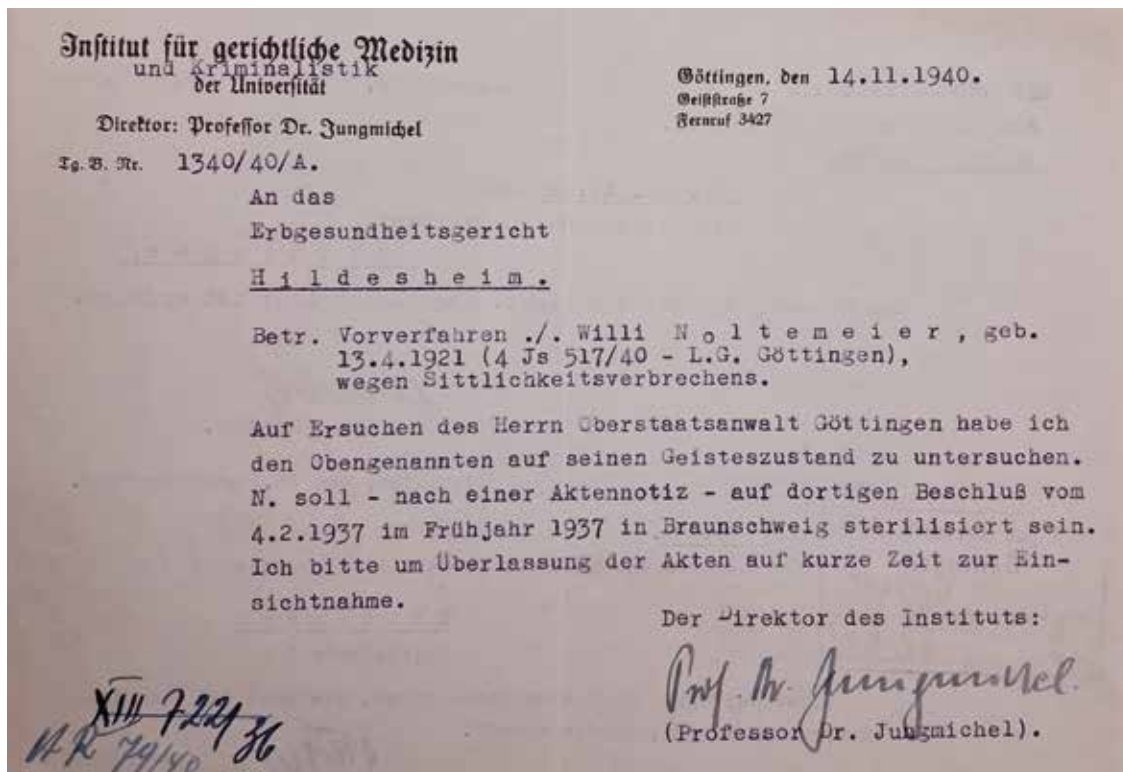 Institut für gerichtliche Medizin
und Kriminalistik
der Universität
Direktor: Professor Dr. Jungmichel
Tg. B. Nr. 1340/40/A.
Göttingen, den 14.11.1940.
Geiststraße 7
Fernruf 3427
An das
Erbgesundheitsgericht
Hildesheim.
Betr. Vorverfahren ./. Willi Noltemeier, geb.
13.4.1921 (4 Js 517/40 - L.G. Göttingen),
wegen Sittlichkeitsverbrechens.
Auf Ersuchen des Herrn Oberstaatsanwalt Göttingen habe ich
den Obengenannten auf seinen Geisteszustand zu untersuchen.
N. soll - nach einer Aktennotiz - auf dortigen Beschluß vom
4.2.1937 im Frühjahr 1937 in Braunschweig sterilisiert sein.
Ich bitte um Überlassung der Akten auf kurze Zeit zur Ein-
sichtnahme.
Der Direktor des Instituts:
Prof. Dr. Jungmichel.
(Professor Dr. Jungmichel).
XIII 722/36
AR 79/40